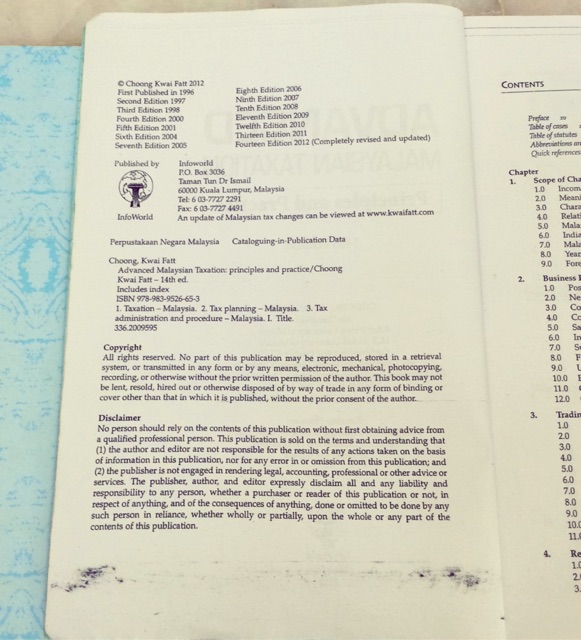 © Choong Kwai Fatt 2012
First Published in 1996
Second Edition 1997
Third Edition 1998
Fourth Edition 2000
Fifth Edition 2001
Sixth Edition 2004
Seventh Edition 2005
Eighth Edition 2006
Ninth Edition 2007
Tenth Edition 2008
Eleventh Edition 2009
Twelfth Edition 2010
Thirteen Edition 2011
Fourteen Edition 2012 (Completely revised and updated)
Published by
InfoWorld
Infoworld
P.O. Box 3036
Taman Tun Dr Ismail
60000 Kuala Lumpur, Malaysia
Tel: 6 03-7727 2291
Fax: 6 03-7727 4491
An update of Malaysian tax changes can be viewed at www.kwaifatt.com
Perpustakaan Negara Malaysia Cataloguing-in-Publication Data
Choong, Kwai Fatt
Advanced Malaysian Taxation: principles and practice/Choong
Kwai Fatt – 14th ed.
Includes index
ISBN 978-983-9526-65-3
1. Taxation – Malaysia. 2. Tax planning – Malaysia. 3. Tax
administration and procedure – Malaysia. I. Title.
336.2009595
Copyright
All rights reserved. No part of this publication may be reproduced, stored in a retrieval
system, or transmitted in any form or by any means, electronic, mechanical, photocopying,
recording, or otherwise without the prior written permission of the author. This book may not
be lent, resold, hired out or otherwise disposed of by way of trade in any form of binding or
cover other than that in which it is published, without the prior consent of the author.
Disclaimer
No person should rely on the contents of this publication without first obtaining advice from
a qualified professional person. This publication is sold on the terms and understanding that
(1) the author and editor are not responsible for the results of any actions taken on the basis
of information in this publication, nor for any error in or omission from this publication; and
(2) the publisher is not engaged in rendering legal, accounting, professional or other advice or
services. The publisher, author, and editor expressly disclaim all and any liability and
responsibility to any person, whether a purchaser or reader of this publication or not, in
respect of anything, and of the consequences of anything, done or omitted to be done by any
such person in reliance, whether wholly or partially, upon the whole or any part of the
contents of this publication.
CONTENTS
Preface
Table of cases
Table of statutes
Abbreviations an
Quick references
Chapter
1. Scope of Cha
1.0 Incom
2.0 Meani
3.0 Chara
4.0 Relati
5.0 Mala
6.0 India
7.0 Mala
8.0 Year
9.0 Fore
2. Business I
1.0 Pos
2.0 Ne
3.0 Co
4.0 Cc
5.0 Sa
6.0 In
7.0 Su
8.0 F
9.0
10.0
11.0
12.0
3. Tradin
1.0
2.0
3.0
4.0
5.0
6.0
7.0
8.0
9.0
10.0
11.0
4. Re
1.0
2.0
3.